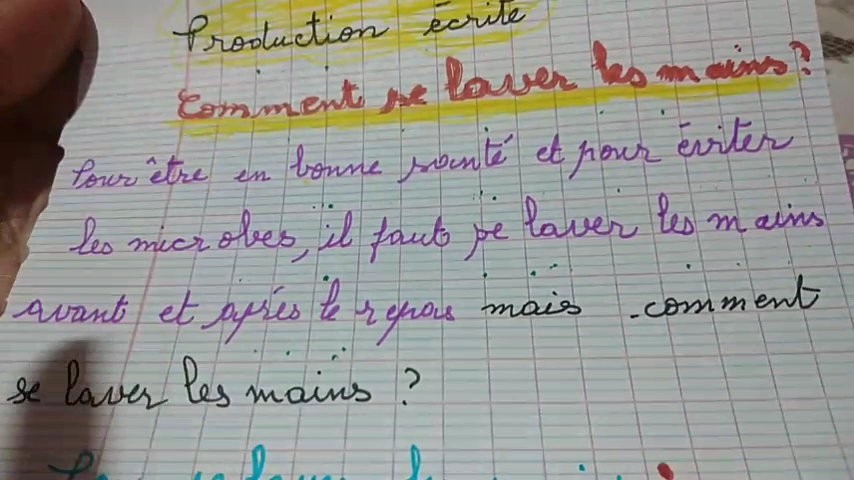 Production écrite
Comment se laver les mains ?
Pour être en bonne santé et pour éviter
les microbes, il faut se laver les mains
avant et après le repas mais comment
se laver les mains ?